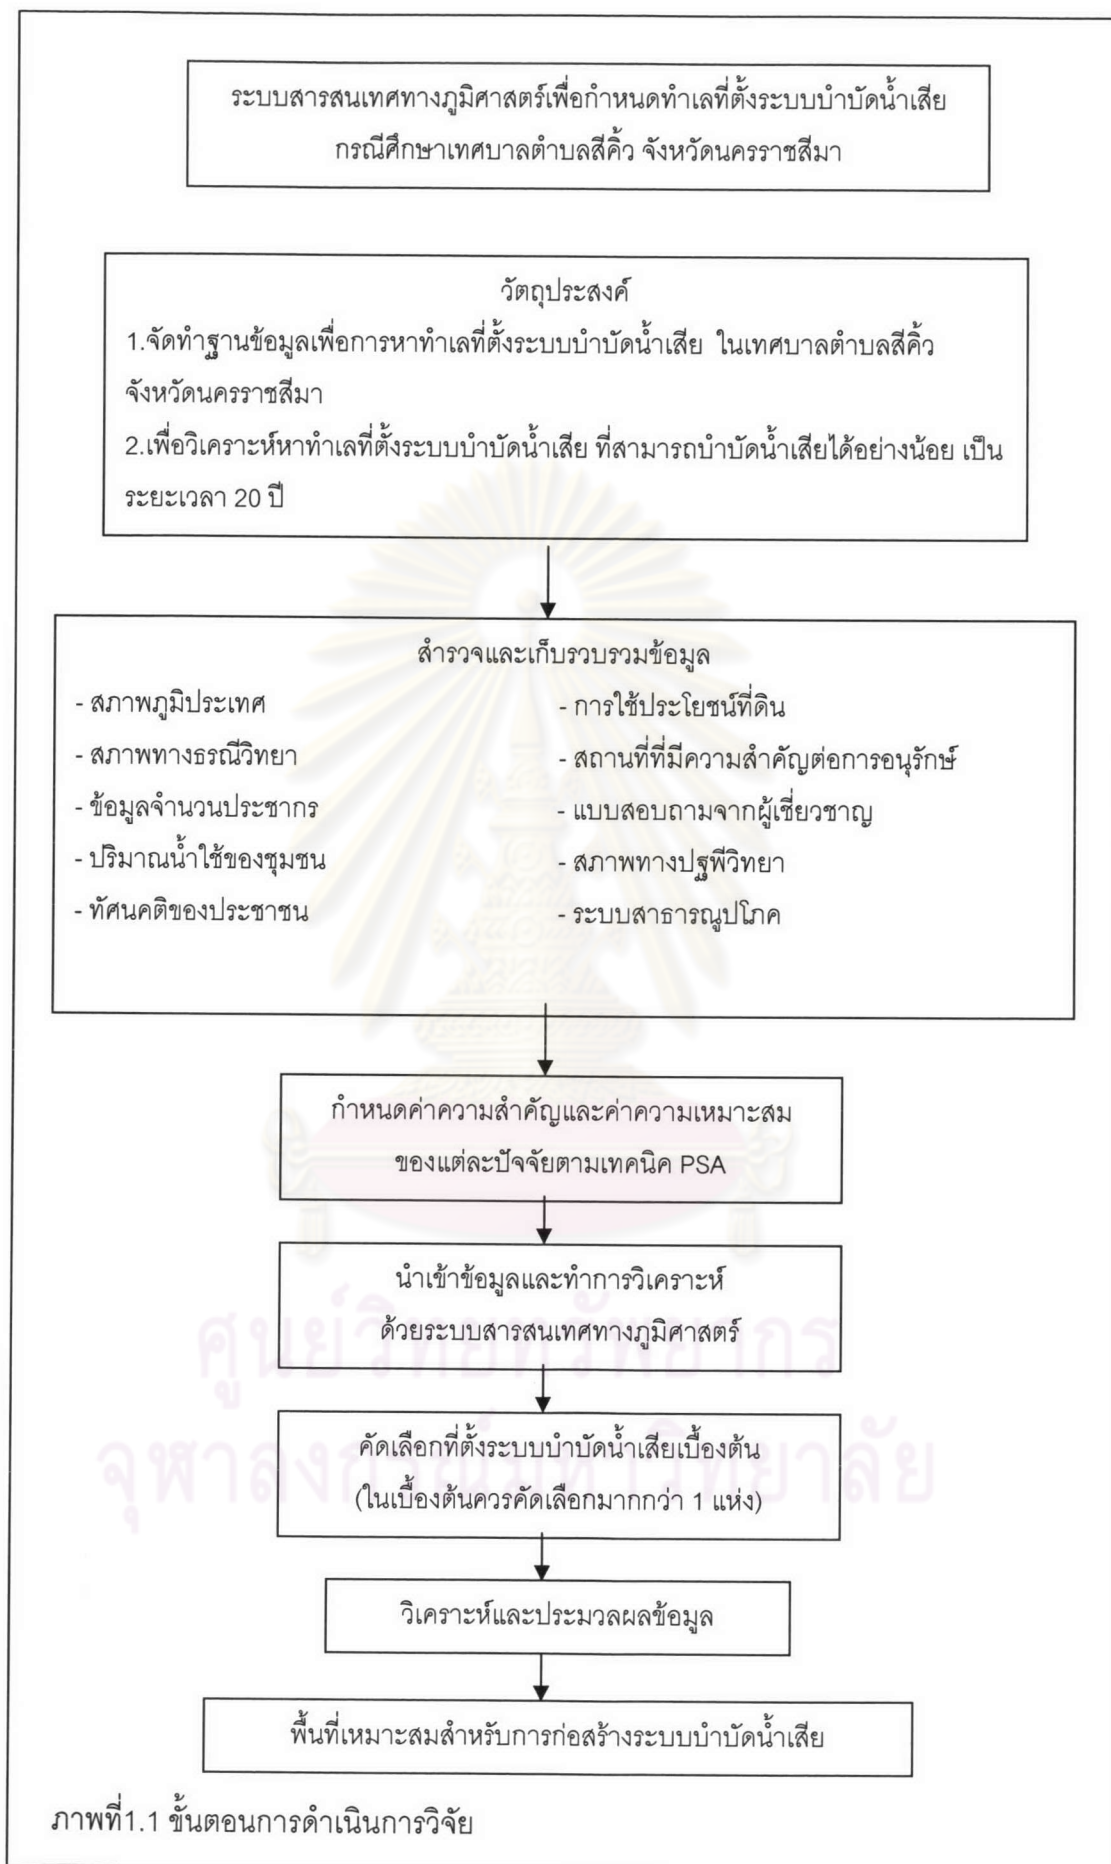 ระบบสารสนเทศทางภูมิศาสตร์เพื่อกำหนดทำเลที่ตั้งระบบบำบัดน้ำเสีย
กรณีศึกษาเทศบาลตำบลสีคิ้ว จังหวัดนครราชสีมา
วัตถุประสงค์
1.จัดทำฐานข้อมูลเพื่อการหาทำเลที่ตั้งระบบบำบัดน้ำเสีย ในเทศบาลตำบลสีคิ้ว
จังหวัดนครราชสีมา
2.เพื่อวิเคราะห์หาทำเลที่ตั้งระบบบำบัดน้ำเสีย ที่สามารถบำบัดน้ำเสียได้อย่างน้อย เป็น
ระยะเวลา 20 ปี
สำรวจและเก็บรวบรวมข้อมูล
- สภาพภูมิประเทศ
- สภาพทางธรณีวิทยา
- ข้อมูลจำนวนประชากร
- ปริมาณน้ำใช้ของชุมชน
- ทัศนคติของประชาชน
- การใช้ประโยชน์ที่ดิน
- สถานที่ที่มีความสำคัญต่อการอนุรักษ์
- แบบสอบถามจากผู้เชี่ยวชาญ
- สภาพทางปฐพีวิทยา
- ระบบสาธารณูปโภค
กำหนดค่าความสำคัญและค่าความเหมาะสม
ของแต่ละปัจจัยตามเทคนิค PSA
นำเข้าข้อมูลและทำการวิเคราะห์
ด้วยระบบสารสนเทศทางภูมิศาสตร์
ศูนย์วิทยทรัพยากร
คัดเลือกที่ตั้งระบบบำบัดน้ำเสียเบื้องต้น
(ในเบื้องต้นควรคัดเลือกมากกว่า 1 แห่ง)
จุฬาลงกรณ์มหาวิทยาลัย
วิเคราะห์และประมวลผลข้อมูล
พื้นที่เหมาะสมสำหรับการก่อสร้างระบบบำบัดน้ำเสีย
ภาพที่1.1 ขั้นตอนการดำเนินการวิจัย